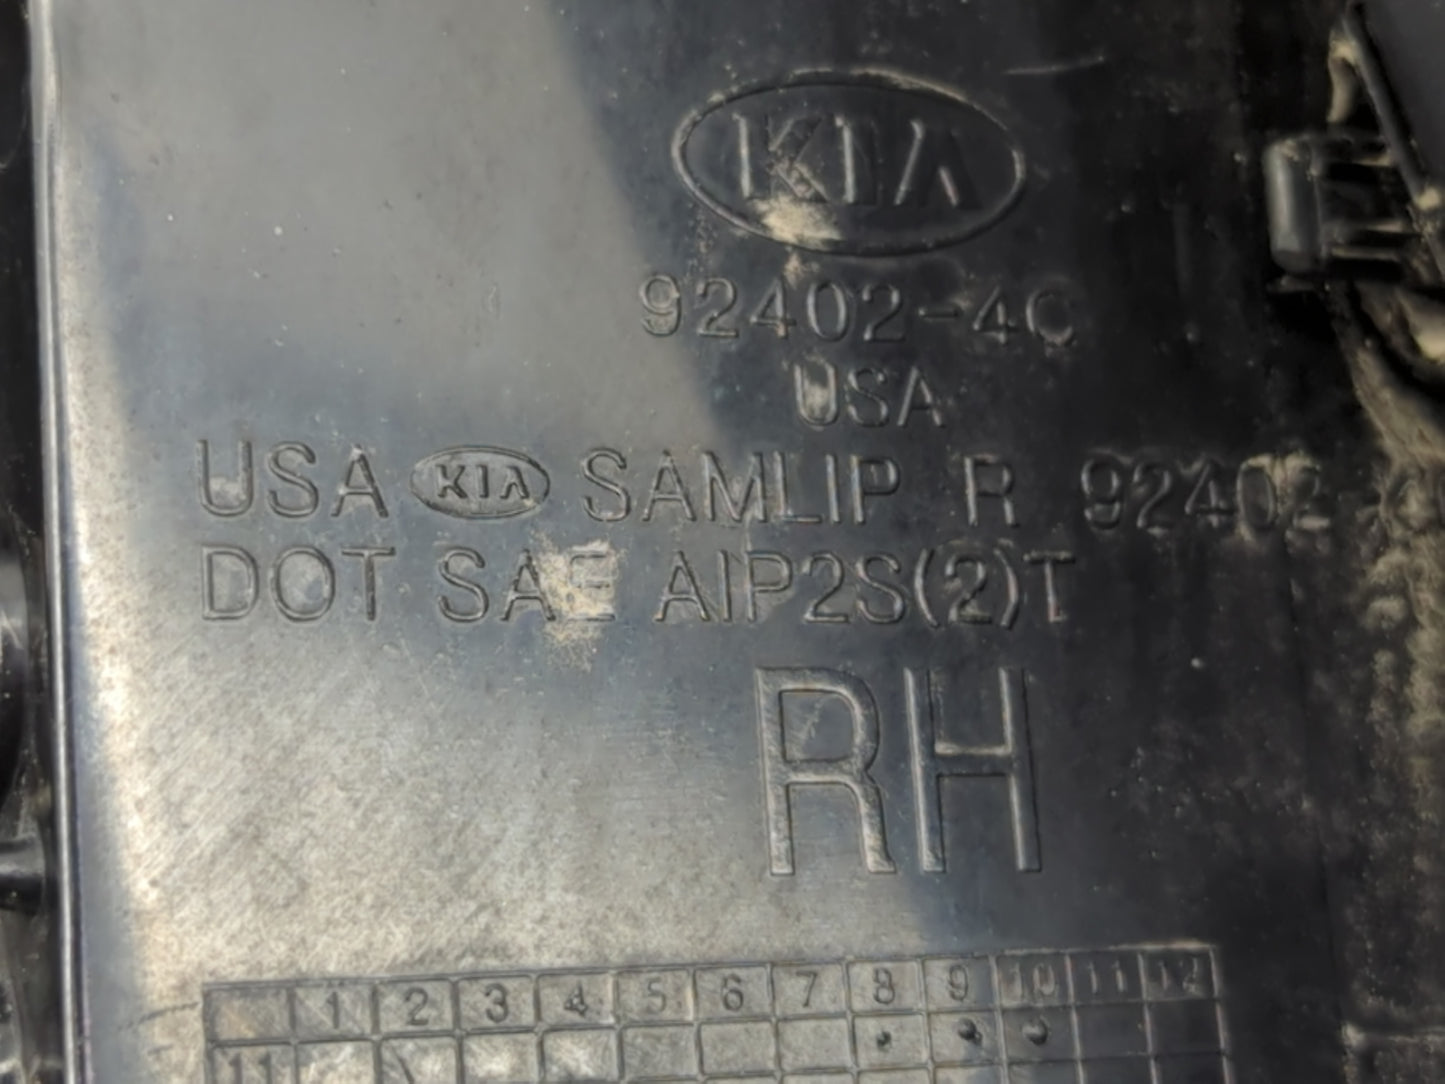 KIA
92402-4C
USA
USA KIA SAMLIP R 92402-
DOT SAE AIP2S(2)T
RH
1 2 3 4 5 6 7 8 9 10 11 12
11